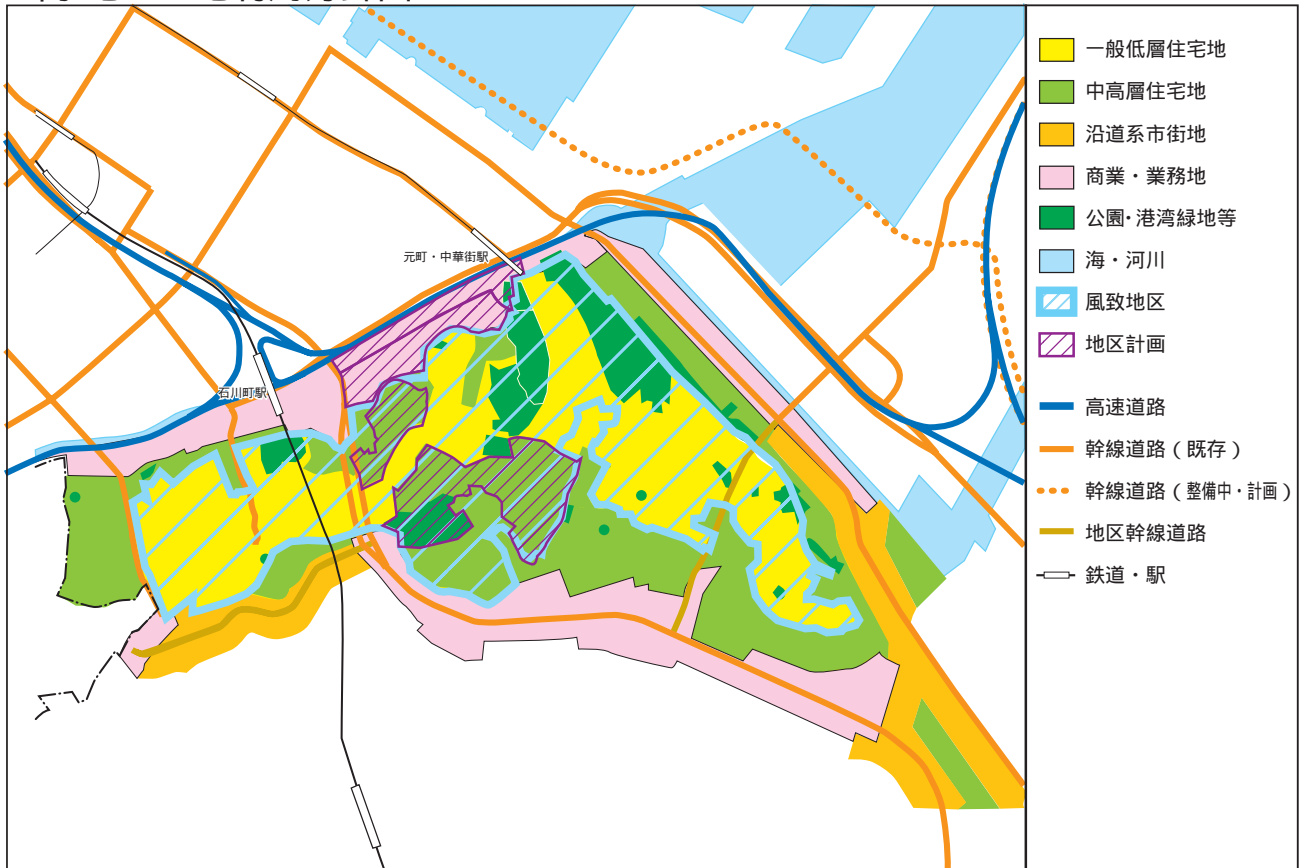 元町・中華街駅
石川町駅
一般低層住宅地
中高層住宅地
沿道系市街地
商業・業務地
公園・港湾緑地等
海・河川
風致地区
地区計画
高速道路
幹線道路（既存）
幹線道路（整備中・計画）
地区幹線道路
鉄道・駅